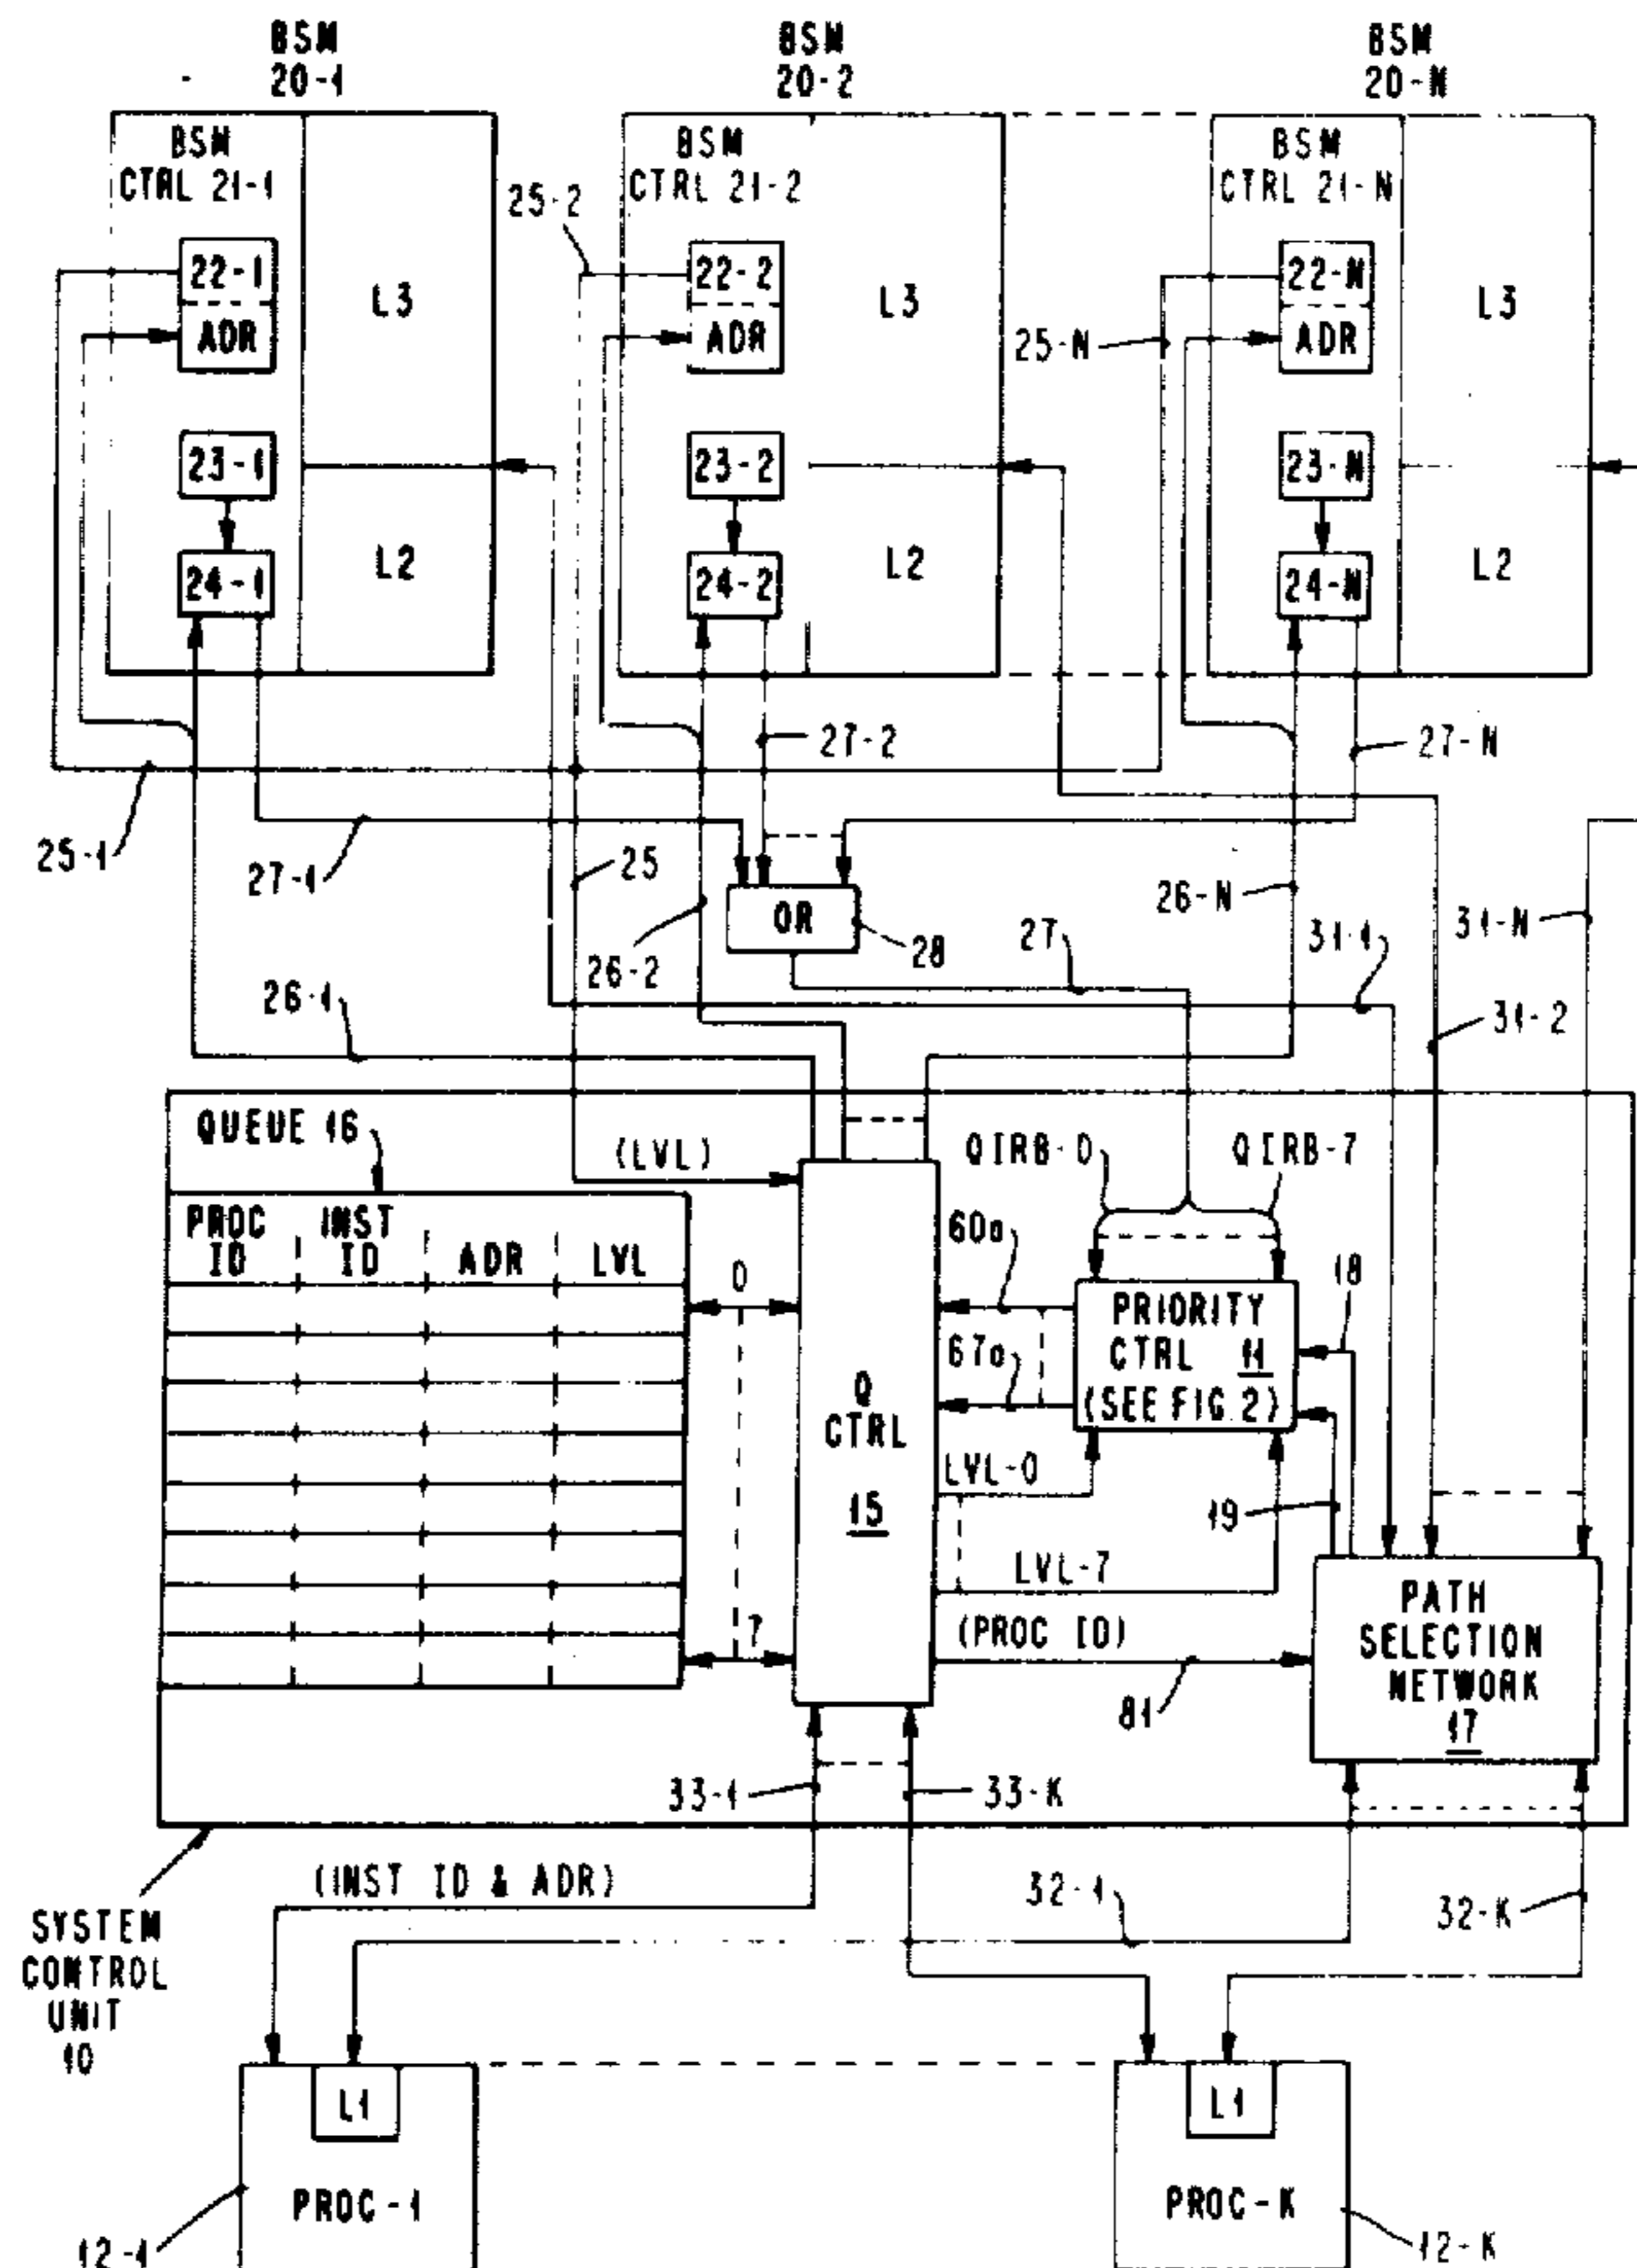 BSM
20-1
BSM
20-2
BSM
20-N
BSM
CTRL 21-1
BSM
CTRL 21-2
BSM
CTRL 21-N
25-2
22-1
ADR
L3
22-2
ADR
L3
25-N
22-N
ADR
L3
23-1
23-2
23-N
24-1
L2
24-2
L2
24-N
L2
27-2
27-N
25-1
27-1
25
OR
28
26-2
26-N
27
31-1
31-N
26-1
31-2
QUEUE 16
(LVL)
QIRB-0
QIRB-7
PROC
ID
INST
ID
ADR
LVL
0
60a
18
PRIORITY
CTRL 11
(SEE FIG. 2)
67a
Q
CTRL
15
LVL-0
19
LVL-7
7
(PROC ID)
PATH
SELECTION
NETWORK
17
81
33-1
33-K
(INST ID & ADR)
32-1
32-K
SYSTEM
CONTROL
UNIT
10
L1
L1
PROC-1
PROC-K
12-1
12-K